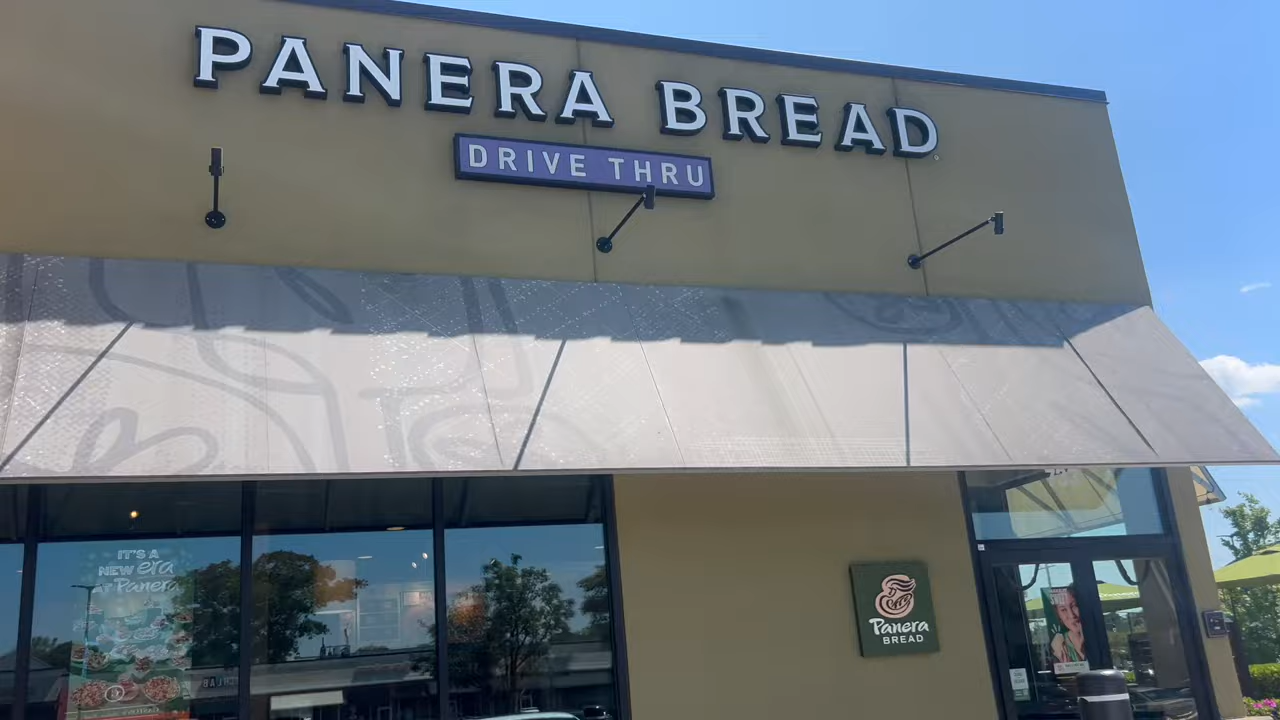 PANERA BREAD
DRIVE THRU
IT'S A
NEW era
AT Panera
Panera
BREAD